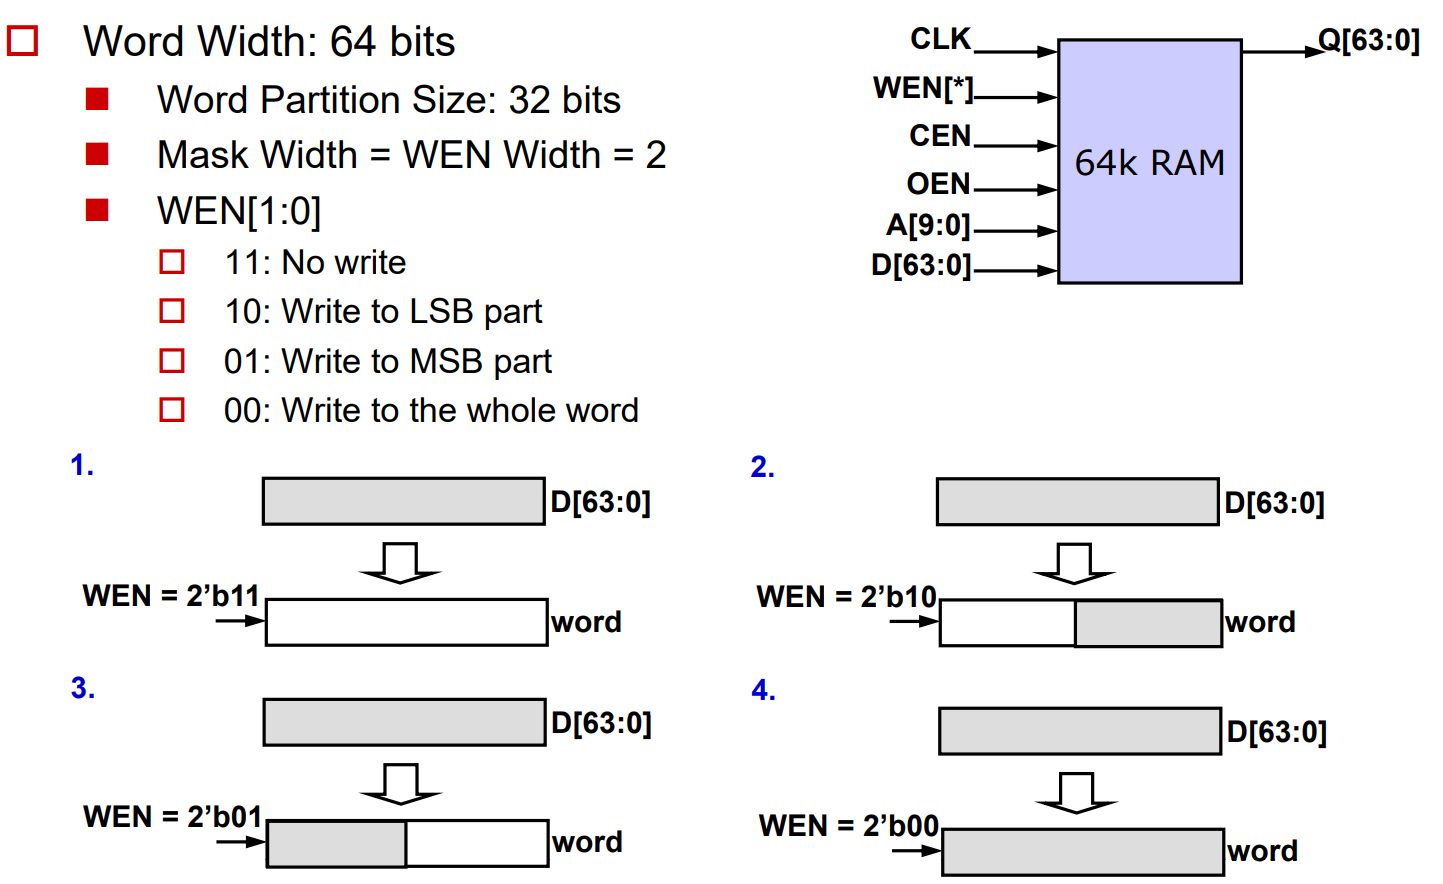 Word Width: 64 bits
Word Partition Size: 32 bits
Mask Width = WEN Width = 2
WEN[1:0]
11: No write
10: Write to LSB part
01: Write to MSB part
00: Write to the whole word
CLK
WEN[*]
CEN
OEN
A[9:0]
D[63:0]
64k RAM
Q[63:0]
1.
D[63:0]
WEN = 2’b11
word
2.
D[63:0]
WEN = 2’b10
word
3.
D[63:0]
WEN = 2’b01
word
4.
D[63:0]
WEN = 2’b00
word